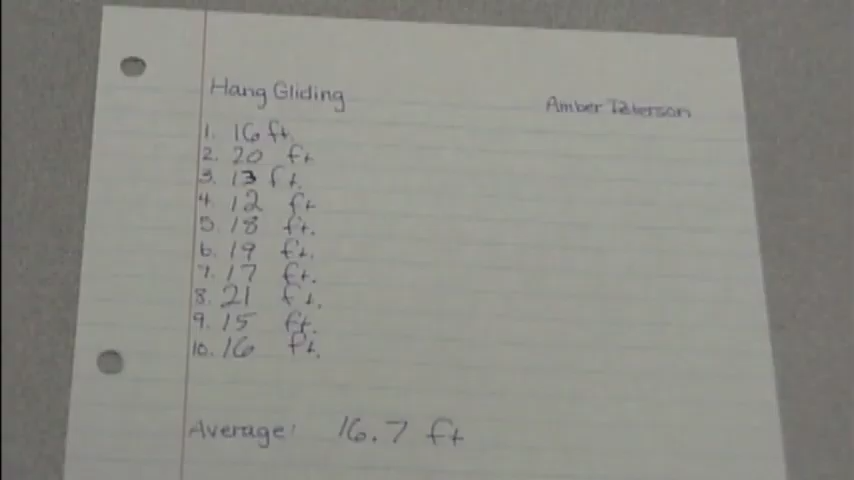 Hang Gliding
Amber Paterson
1. 16 ft.
2. 20 ft
3. 13 ft.
4. 12 ft
5. 18 ft.
6. 19 ft.
7. 17 ft.
8. 21 ft.
9. 15 ft.
10. 16 ft.
Average: 16.7 ft